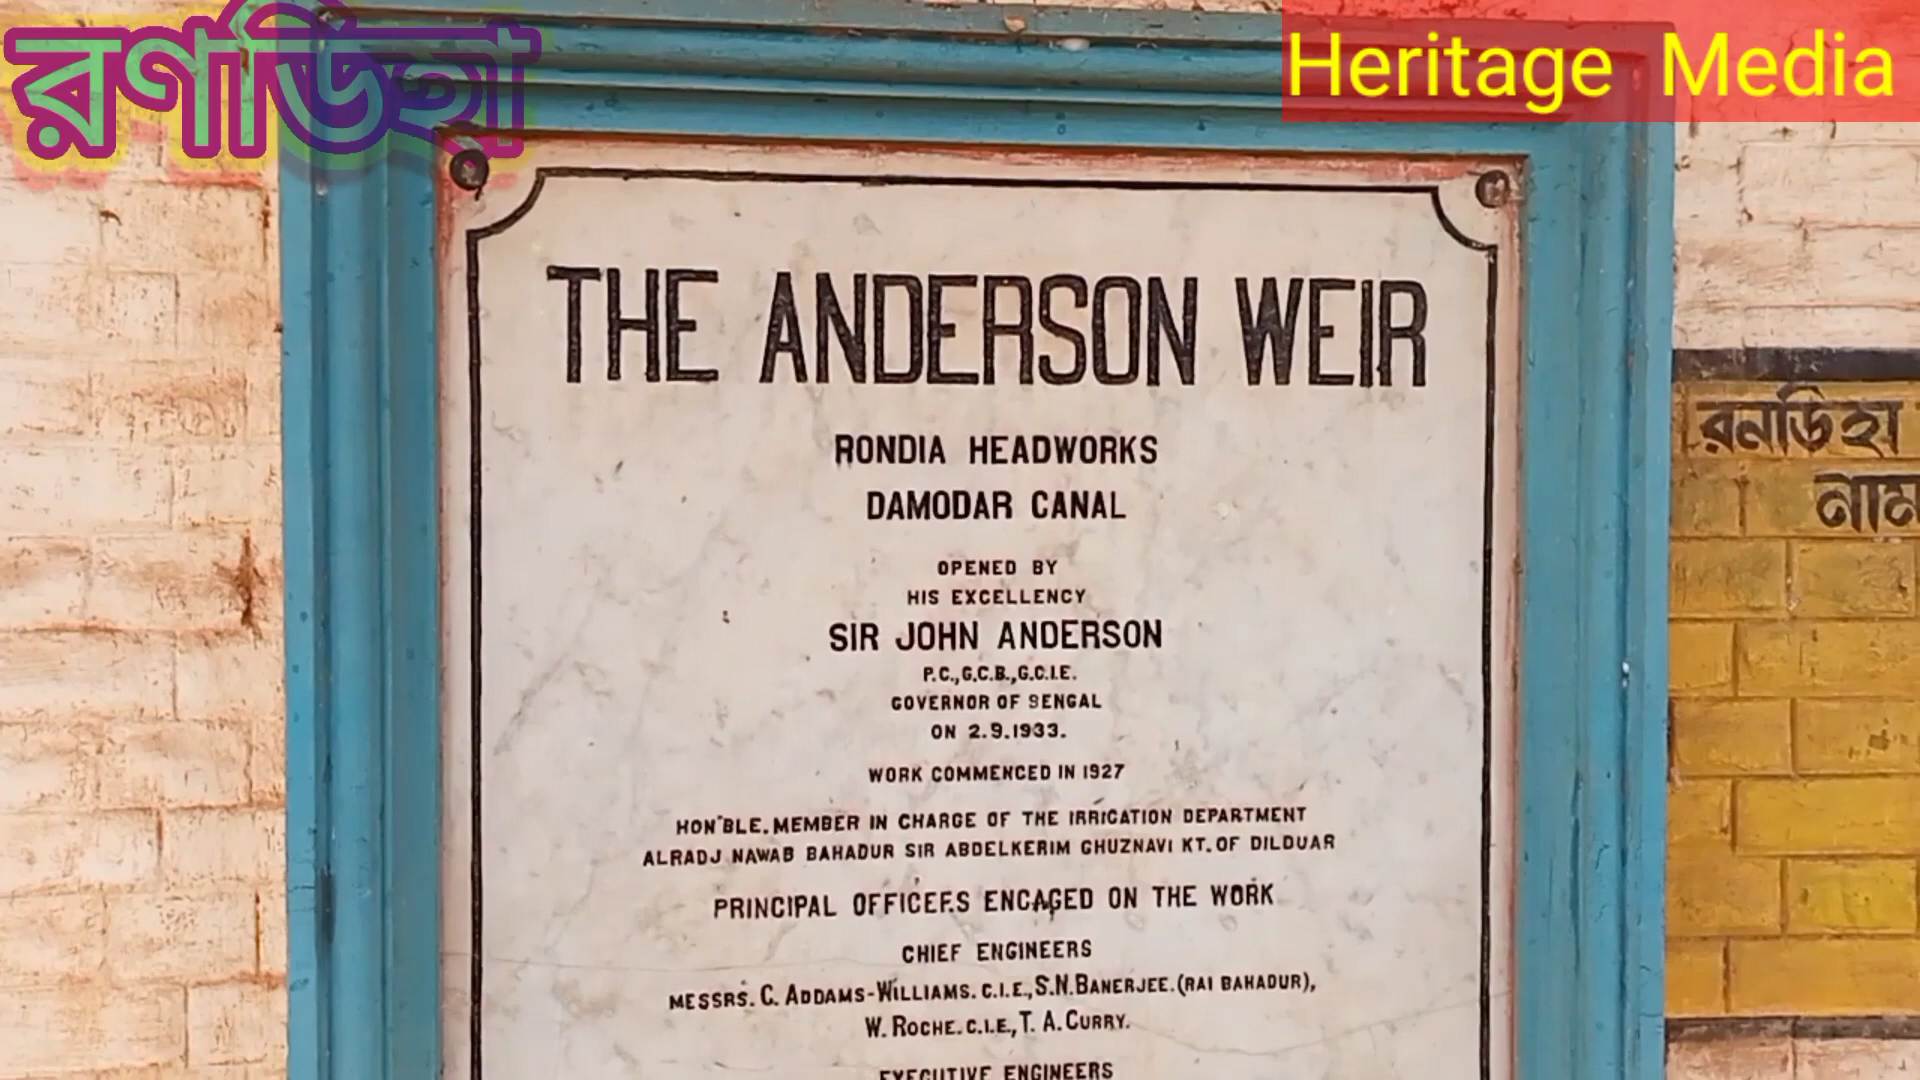 রণডিহা
Heritage Media
THE ANDERSON WEIR
RONDIA HEADWORKS
DAMODAR CANAL
OPENED BY
HIS EXCELLENCY
SIR JOHN ANDERSON
P.C.,G.C.B.,G.C.I.E.
GOVERNOR OF BENGAL
ON 2.9.1933.
WORK COMMENCED IN 1927
HON'BLE. MEMBER IN CHARGE OF THE IRRIGATION DEPARTMENT
ALRADJ NAWAB BAHADUR SIR ABDELKERIM GHUZNAVI KT. OF DILDUAR
PRINCIPAL OFFICERS ENGAGED ON THE WORK
CHIEF ENGINEERS
MESSRS. C. ADDAMS-WILLIAMS. C.I.E., S.N. BANERJEE. (RAI BAHADUR),
W. ROCHE. C.I.E., T. A. CURRY.
EXECUTIVE ENGINEERS
রনডিহা
নাম